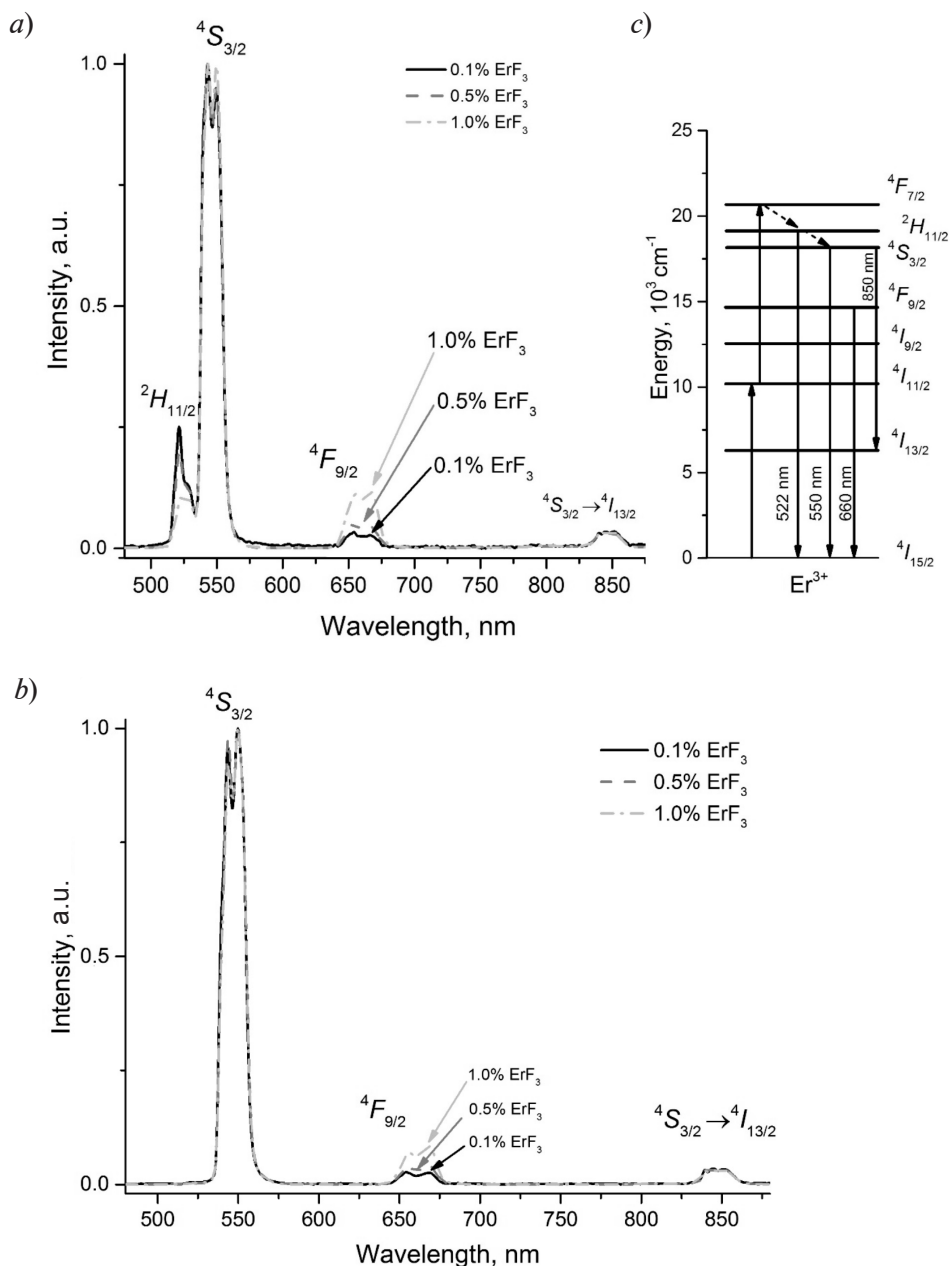 a)
⁴S₃/₂
1.0
0.1% ErF₃
0.5% ErF₃
1.0% ErF₃
Intensity, a.u.
0.5
1.0% ErF₃
0.5% ErF₃
²H₁₁/₂
⁴F₉/₂
0.1% ErF₃
⁴S₃/₂→⁴I₁₃/₂
0.0
500 550 600 650 700 750 800 850
Wavelength, nm
c)
25
20
15
10
5
0
Energy, 10³ cm⁻¹
⁴F₇/₂
²H₁₁/₂
⁴S₃/₂
850 nm
⁴F₉/₂
⁴I₉/₂
⁴I₁₁/₂
⁴I₁₃/₂
522 nm
550 nm
660 nm
⁴I₁₅/₂
Er³⁺
b)
⁴S₃/₂
1.0
0.1% ErF₃
0.5% ErF₃
1.0% ErF₃
Intensity, a.u.
0.5
1.0% ErF₃
⁴F₉/₂
0.5% ErF₃
0.1% ErF₃
⁴S₃/₂→⁴I₁₃/₂
0.0
500 550 600 650 700 750 800 850
Wavelength, nm